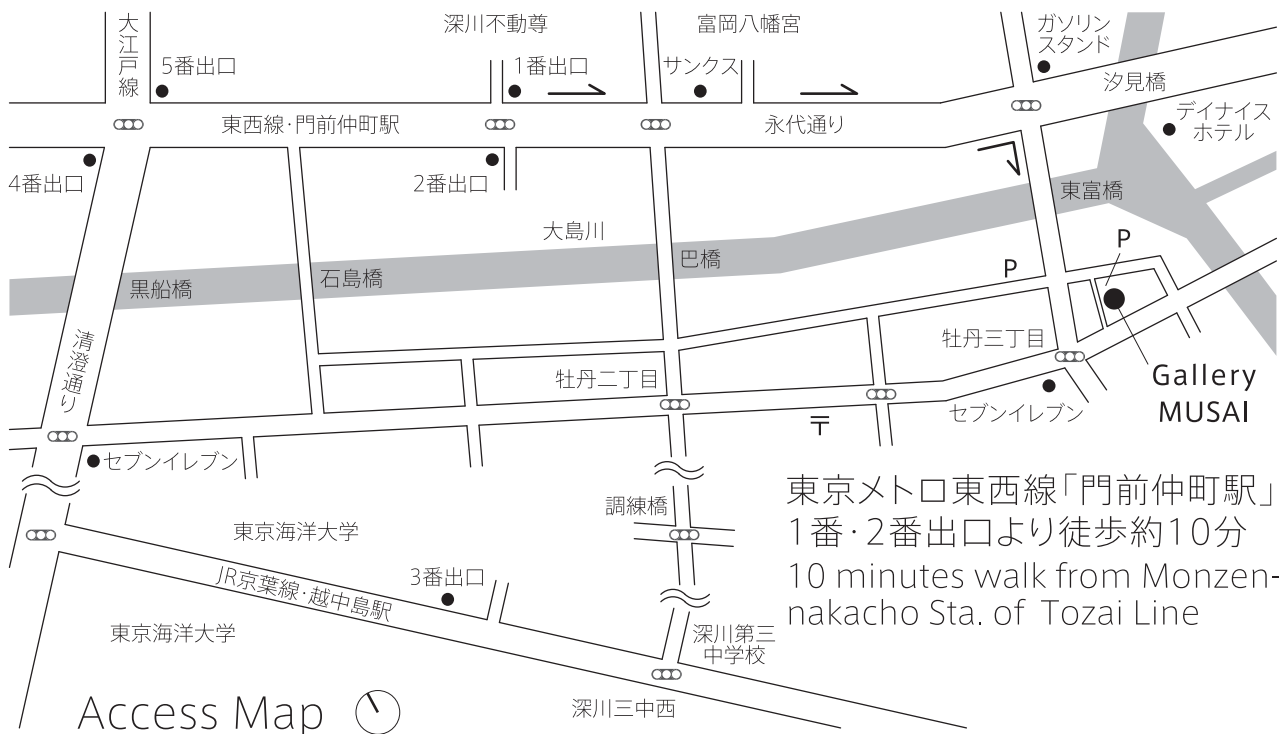 大江戸線
深川不動尊
富岡八幡宮
ガソリン
スタンド
5番出口
1番出口
サンクス
汐見橋
東西線・門前仲町駅
永代通り
デイナイス
ホテル
4番出口
2番出口
東富橋
大島川
P
巴橋
P
石島橋
黒船橋
清澄通り
牡丹三丁目
牡丹二丁目
Gallery
MUSAI
セブンイレブン
〒
セブンイレブン
東京メトロ東西線「門前仲町駅」
1番・2番出口より徒歩約10分
10 minutes walk from Monzen-
nakacho Sta. of Tozai Line
調練橋
東京海洋大学
JR京葉線・越中島駅
3番出口
東京海洋大学
深川第三
中学校
深川三中西
Access Map